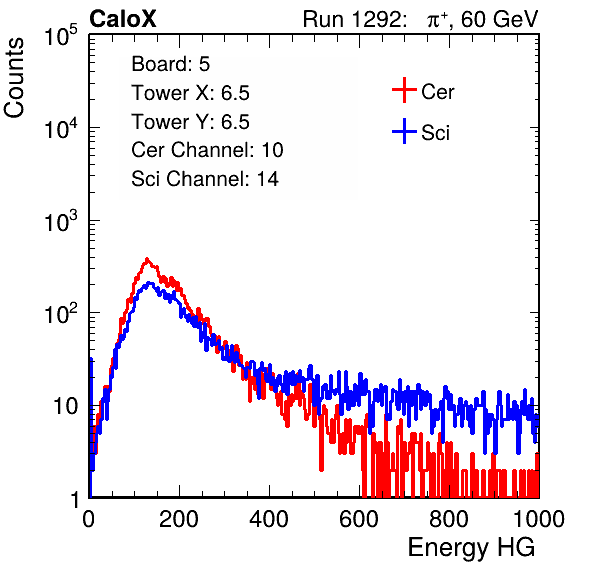 CaloX Run 1292: π⁺, 60 GeV
Board: 5
Tower X: 6.5
Tower Y: 6.5
Cer Channel: 10
Sci Channel: 14
Cer
Sci
Counts
10⁵
10⁴
10³
10²
10
1
0 200 400 600 800 1000
Energy HG